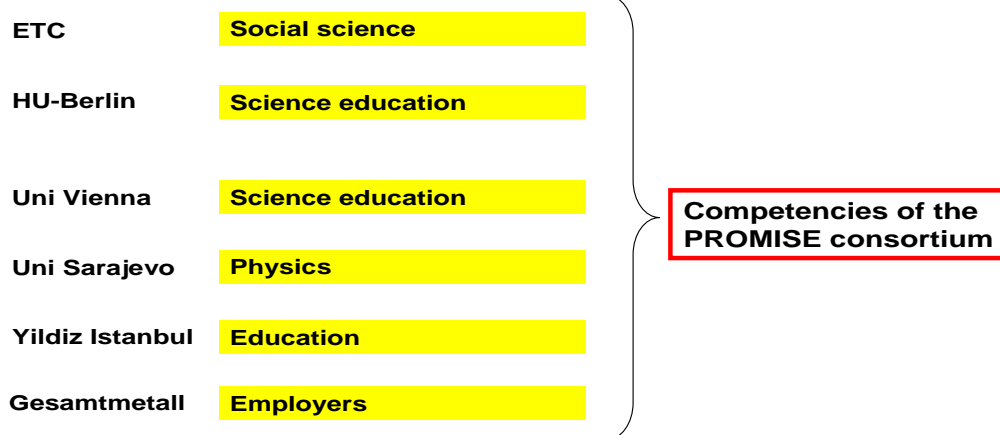 ETC Social science
HU-Berlin Science education
Uni Vienna Science education
Uni Sarajevo Physics
Yildiz Istanbul Education
Gesamtmetall Employers
Competencies of the
PROMISE consortium